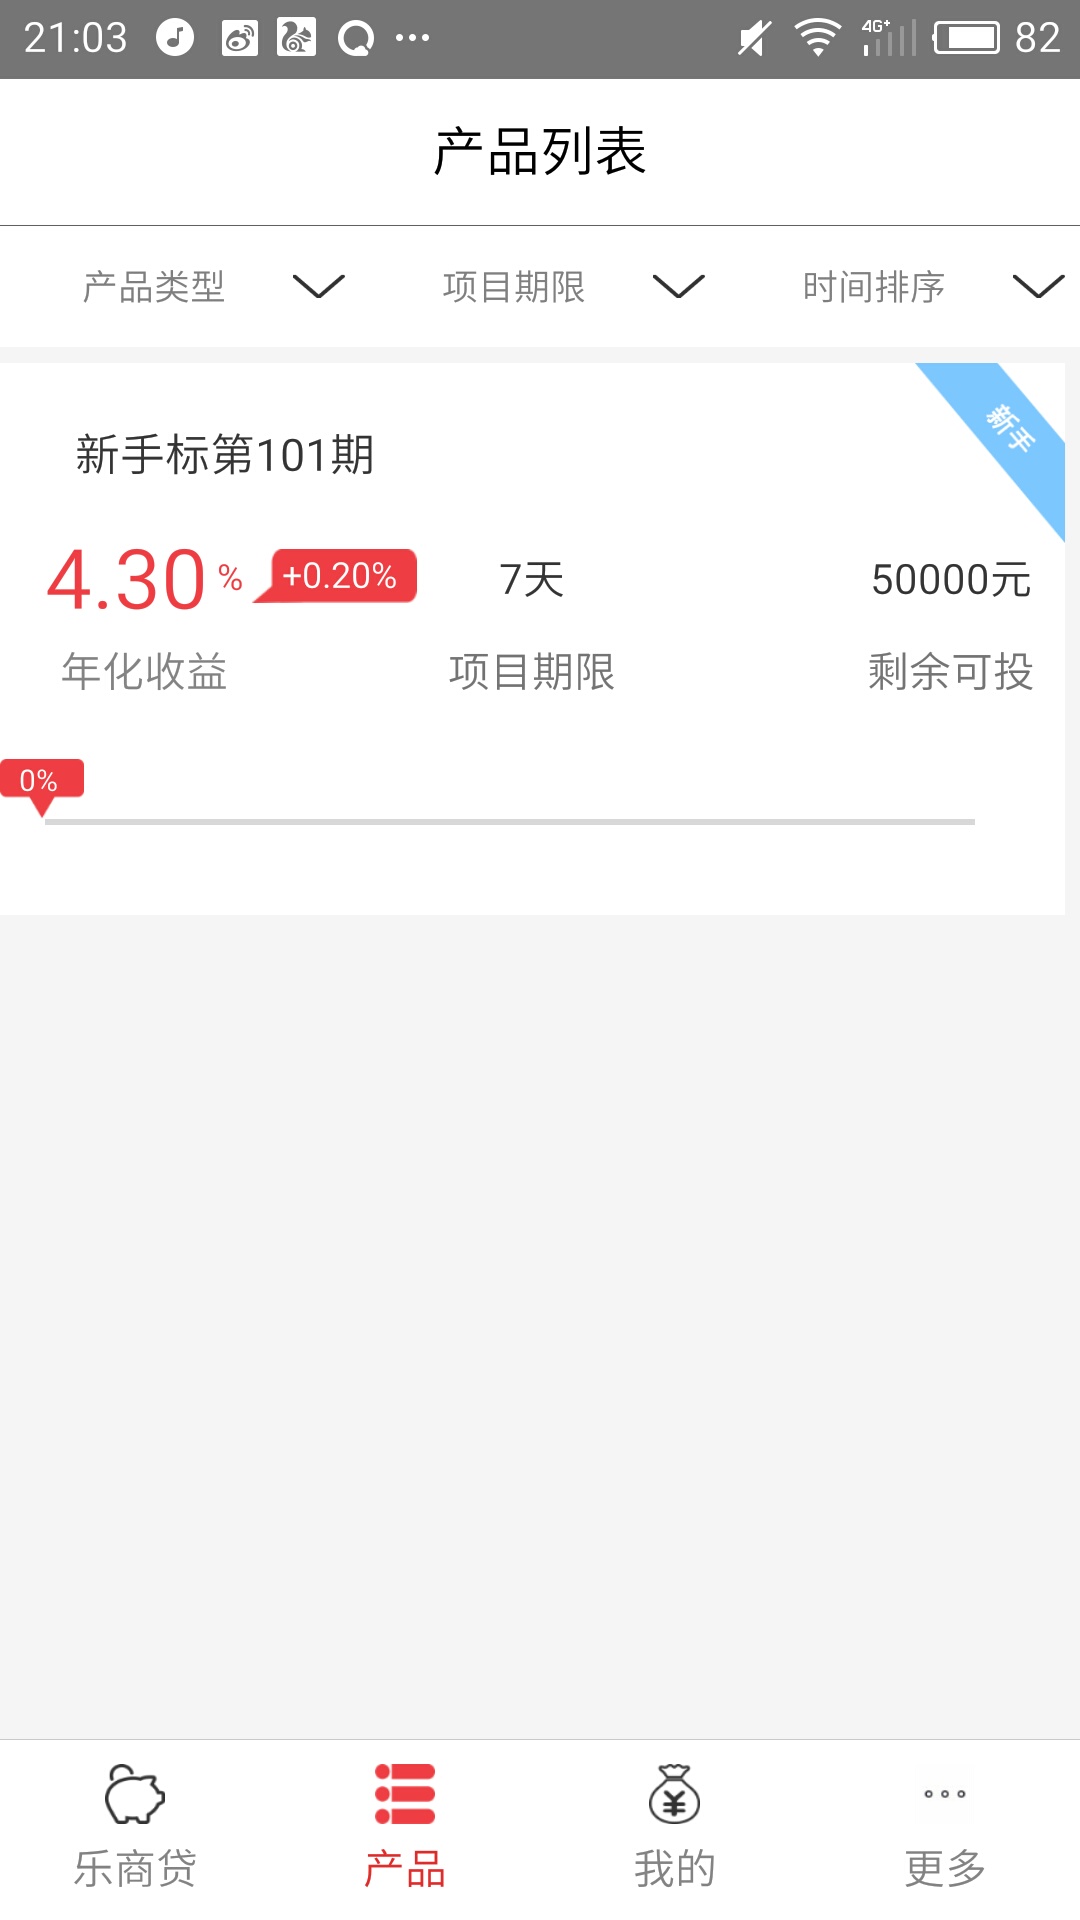 21:03 4G+ 82
产品列表
产品类型 项目期限 时间排序
新手
新手标第101期
4.30 % +0.20% 7天 50000元
年化收益 项目期限 剩余可投
0%
乐商贷 产品 我的 更多